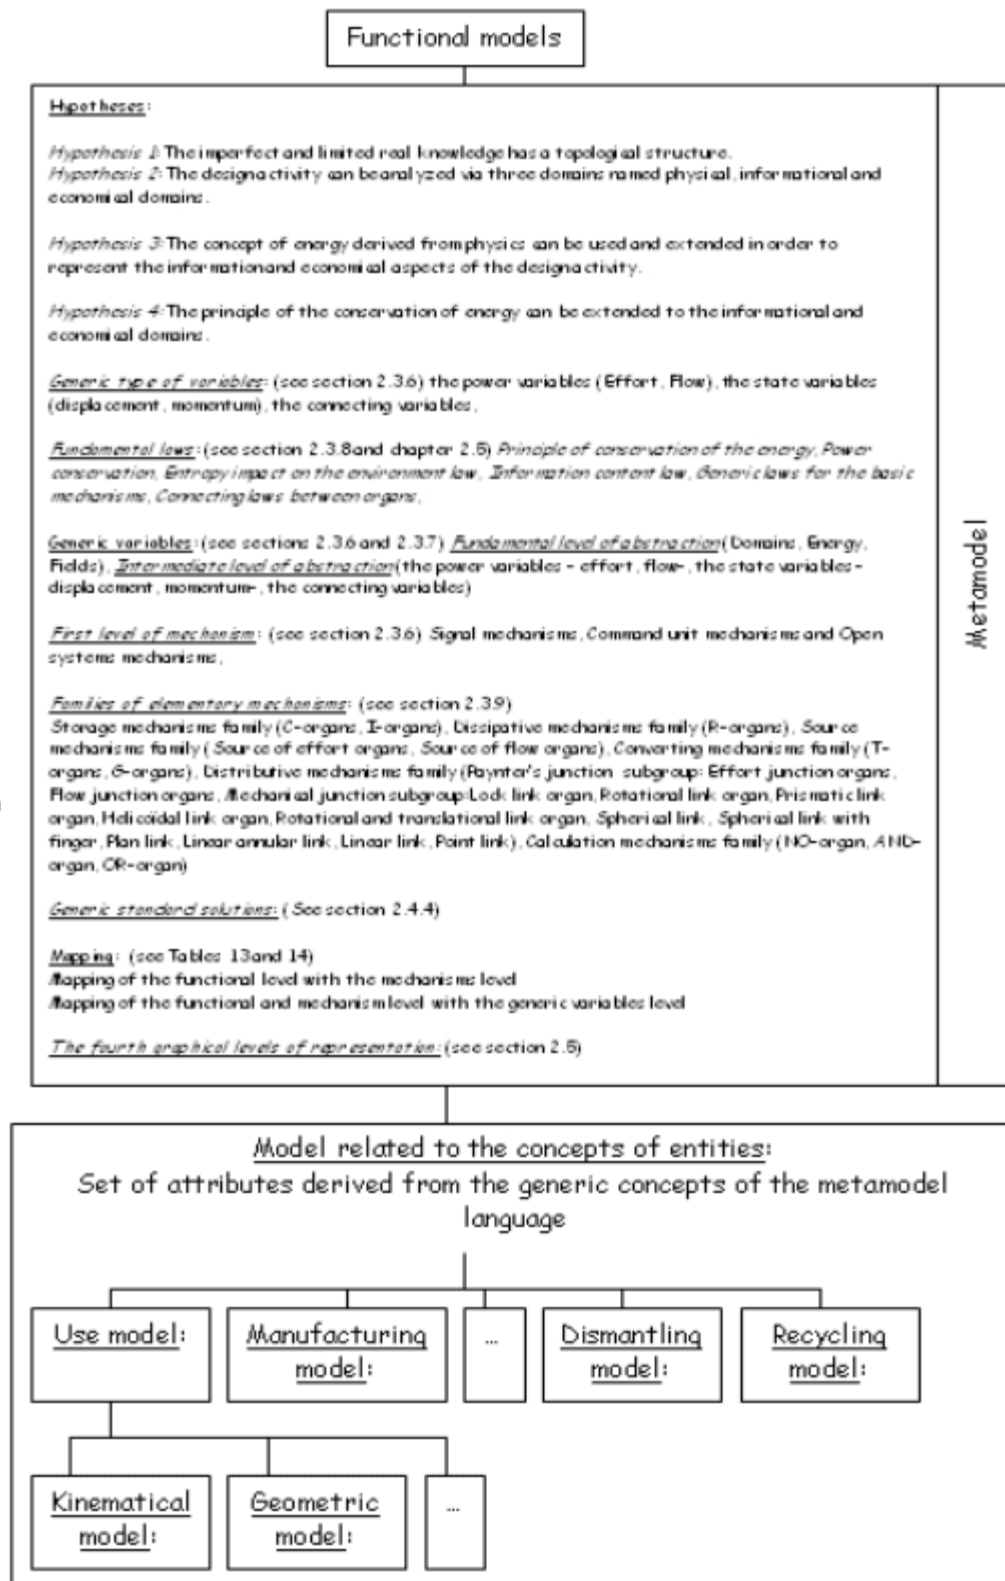 Functional models
Hypotheses:
Hypothesis 1: The imperfect and limited real knowledge has a topological structure.
Hypothesis 2: The design activity can be analyzed via three domains named physical, informational and
economical domains.
Hypothesis 3: The concept of energy derived from physics can be used and extended in order to
represent the information and economical aspects of the design activity.
Hypothesis 4: The principle of the conservation of energy can be extended to the informational and
economical domains.
Generic type of variables: (see section 2.3.6) the power variables (Effort, Flow), the state variables
(displacement, momentum), the connecting variables,
Fundamental laws: (see section 2.3.8 and chapter 2.5) Principle of conservation of the energy, Power
conservation, Entropy impact on the environment law, Information content law, Generic laws for the basic
mechanisms, Connecting laws between organs,
Generic variables: (see sections 2.3.6 and 2.3.7) Fundamental level of abstraction (Domains, Energy,
Fields), Intermediate level of abstraction (the power variables - effort, flow-, the state variables-
displacement, momentum-, the connecting variables)
First level of mechanism: (see section 2.3.6) Signal mechanisms, Command unit mechanisms and Open
systems mechanisms,
Families of elementary mechanisms: (see section 2.3.9)
Storage mechanisms family (C-organs, I-organs), Dissipative mechanisms family (R-organs), Source
mechanisms family (Source of effort organs, Source of flow organs), Converting mechanisms family (T-
organs, G-organs), Distributive mechanisms family (Paynter's junction subgroup: Effort junction organs,
Flow junction organs, Mechanical junction subgroup: Lock link organ, Rotational link organ, Prismatic link
organ, Helicoïdal link organ, Rotational and translational link organ, Spherical link, Spherical link with
finger, Plan link, Linear annular link, Linear link, Point link), Calculation mechanisms family (NO-organ, AND-
organ, OR-organ)
Generic standard solutions: (See section 2.4.4)
Mapping: (see Tables 13 and 14)
Mapping of the functional level with the mechanisms level
Mapping of the functional and mechanism level with the generic variables level
The fourth graphical levels of representation: (see section 2.5)
Metamodel
Model related to the concepts of entities:
Set of attributes derived from the generic concepts of the metamodel
language
Use model:
Manufacturing
model:
...
Dismantling
model:
Recycling
model:
Kinematical
model:
Geometric
model:
...